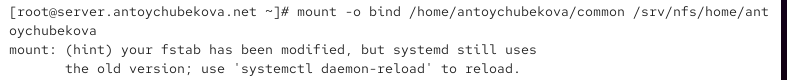 [root@server.antoychubekova.net ~]# mount -o bind /home/antoychubekova/common /srv/nfs/home/ant
oychubekova
mount: (hint) your fstab has been modified, but systemd still uses
       the old version; use 'systemctl daemon-reload' to reload.